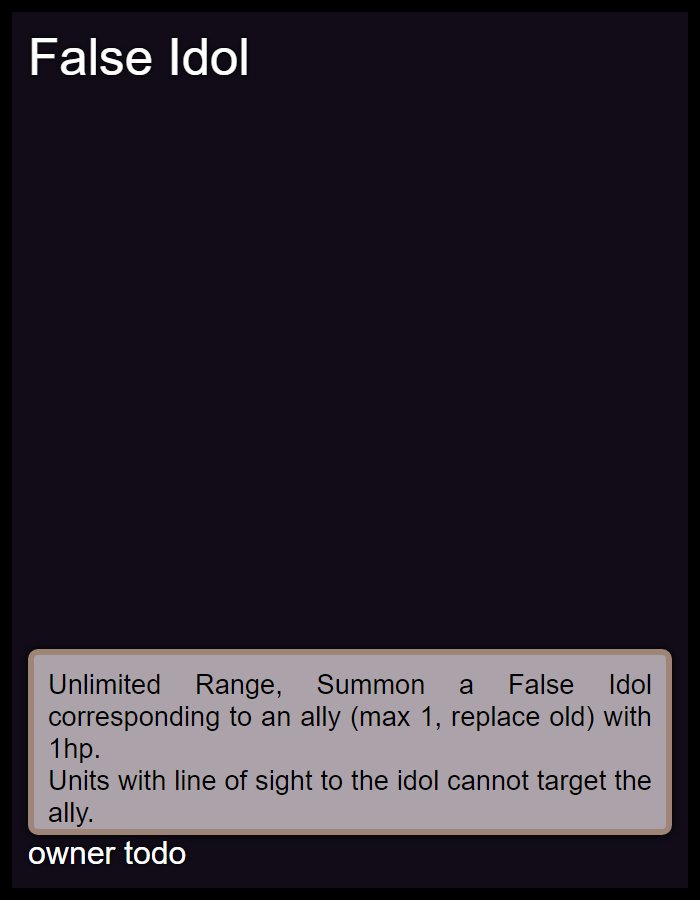 False Idol
Unlimited Range, Summon a False Idol
corresponding to an ally (max 1, replace old) with
1hp.
Units with line of sight to the idol cannot target the
ally.
owner todo